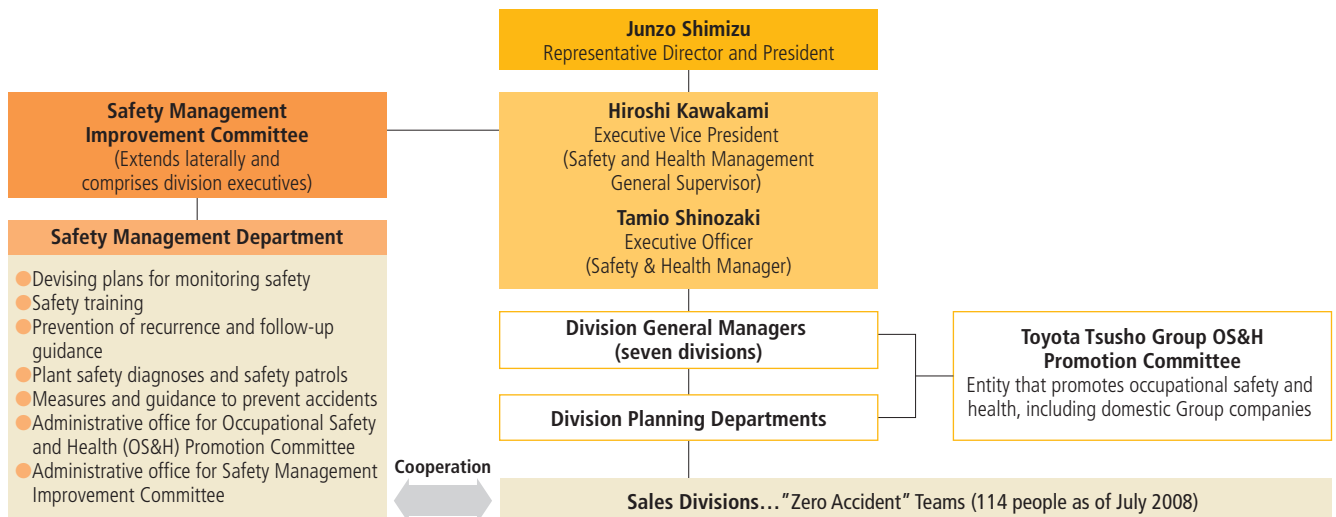 Junzo Shimizu
Representative Director and President
Safety Management
Improvement Committee
(Extends laterally and
comprises division executives)
Hiroshi Kawakami
Executive Vice President
(Safety and Health Management
General Supervisor)
Tamio Shinozaki
Executive Officer
(Safety & Health Manager)
Safety Management Department
●Devising plans for monitoring safety
●Safety training
●Prevention of recurrence and follow-up
guidance
●Plant safety diagnoses and safety patrols
●Measures and guidance to prevent accidents
●Administrative office for Occupational Safety
and Health (OS&H) Promotion Committee
●Administrative office for Safety Management
Improvement Committee
Division General Managers
(seven divisions)
Division Planning Departments
Toyota Tsusho Group OS&H
Promotion Committee
Entity that promotes occupational safety and
health, including domestic Group companies
Cooperation
Sales Divisions..."Zero Accident" Teams (114 people as of July 2008)